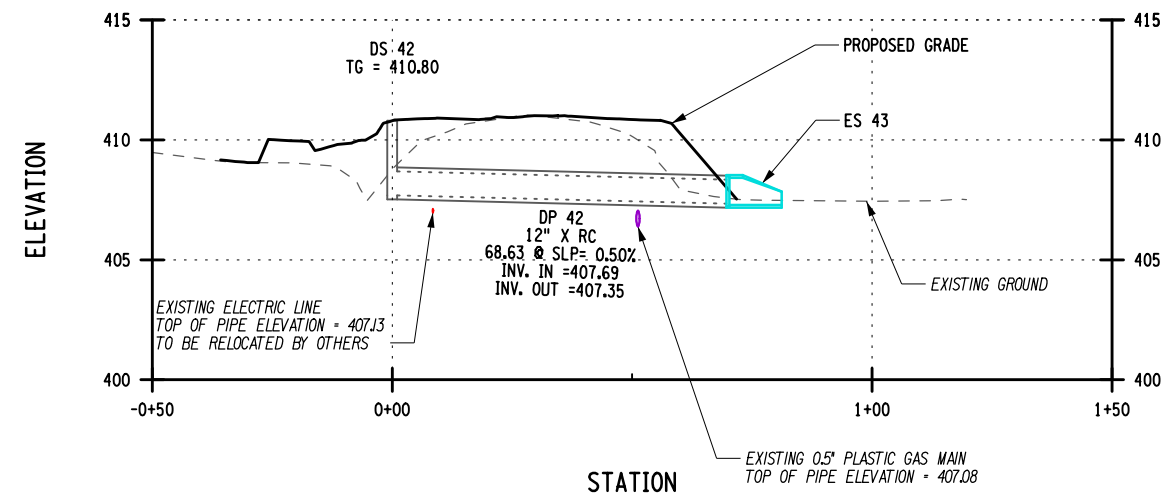 415
415
DS 42
TG = 410.80
PROPOSED GRADE
ES 43
410
410
ELEVATION
DP 42
12" X RC
68.63 @ SLP= 0.50%
INV. IN =407.69
INV. OUT =407.35
405
405
EXISTING GROUND
EXISTING ELECTRIC LINE
TOP OF PIPE ELEVATION = 407.13
TO BE RELOCATED BY OTHERS
400
400
-0+50
0+00
1+00
1+50
EXISTING 0.5" PLASTIC GAS MAIN
TOP OF PIPE ELEVATION = 407.08
STATION